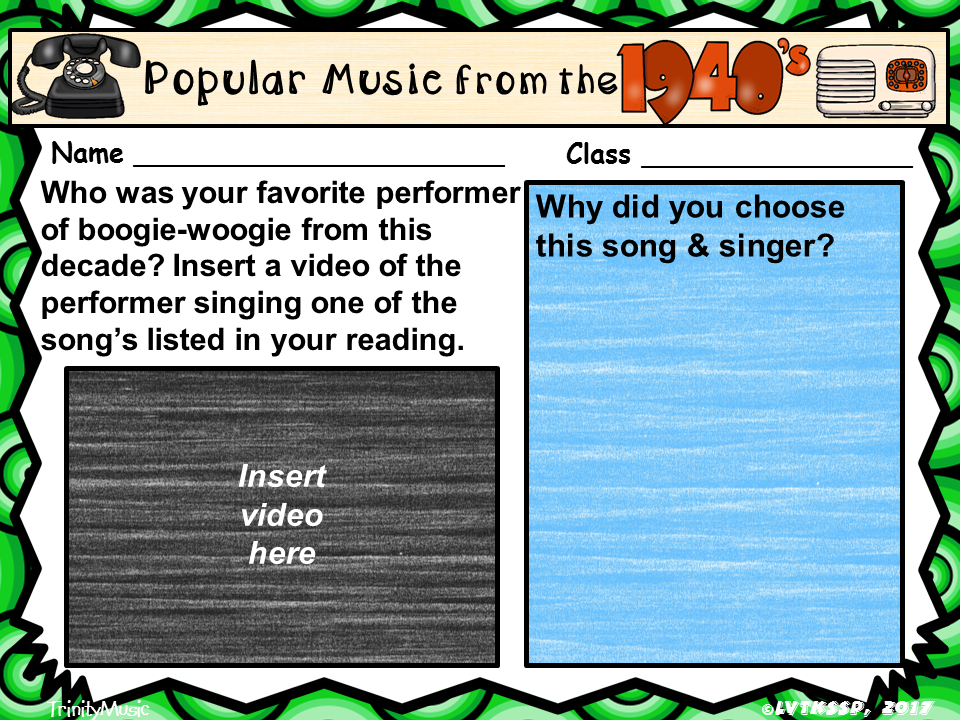 Popular Music from the 1940's
Name ____________________ Class ____________________
Who was your favorite performer
of boogie-woogie from this
decade? Insert a video of the
performer singing one of the
song's listed in your reading.
Insert
video
here
Why did you choose
this song & singer?
TrinityMusic
©LVTKSSP, 2017